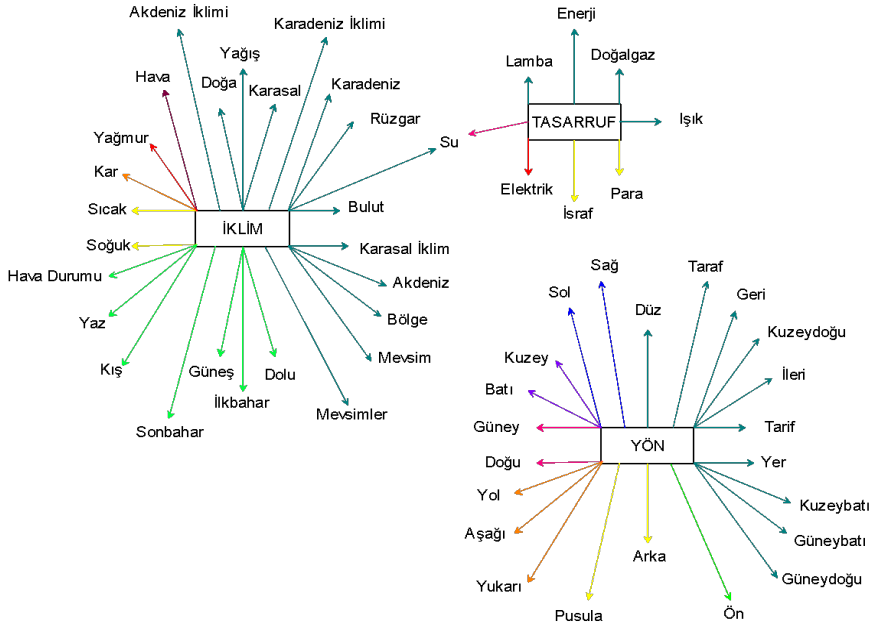 Akdeniz İklimi
Karadeniz İklimi
Yağış
Hava
Doğa
Karasal
Karadeniz
Rüzgar
Yağmur
Kar
Sıcak
Bulut
İKLİM
Soğuk
Karasal İklim
Hava Durumu
Akdeniz
Yaz
Bölge
Kış
Güneş
Dolu
Mevsim
İlkbahar
Sonbahar
Mevsimler
Enerji
Lamba
Doğalgaz
TASARRUF
Işık
Su
Elektrik
İsraf
Para
Sağ
Taraf
Sol
Düz
Geri
Kuzey
Kuzeydoğu
Batı
İleri
Güney
Tarif
YÖN
Doğu
Yer
Yol
Kuzeybatı
Aşağı
Arka
Güneybatı
Yukarı
Güneydoğu
Pusula
Ön